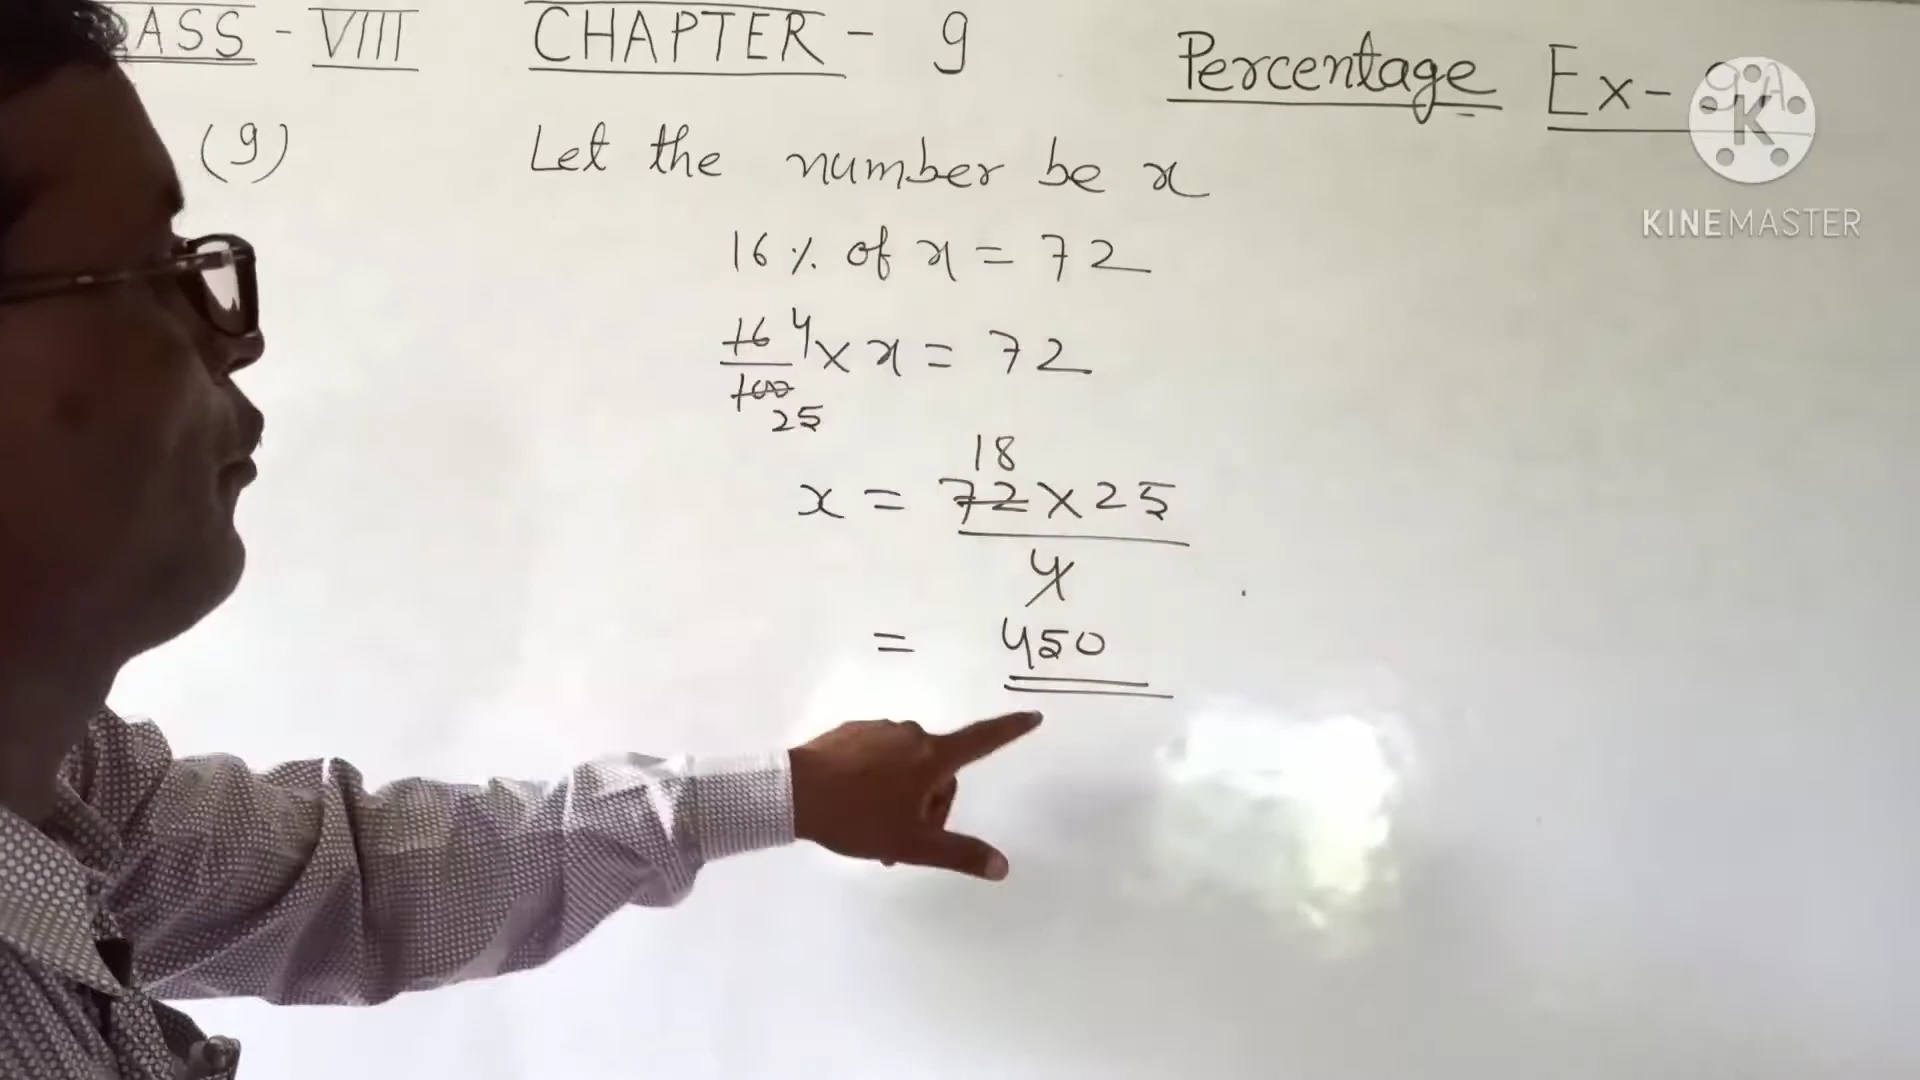 ASS - VIII CHAPTER - 9 Percentage Ex- 9A
(9) Let the number be x
16% of x = 72
16 4 x x = 72
100
25
18
x = 72 x 25
4
= 450
K
KINEMASTER